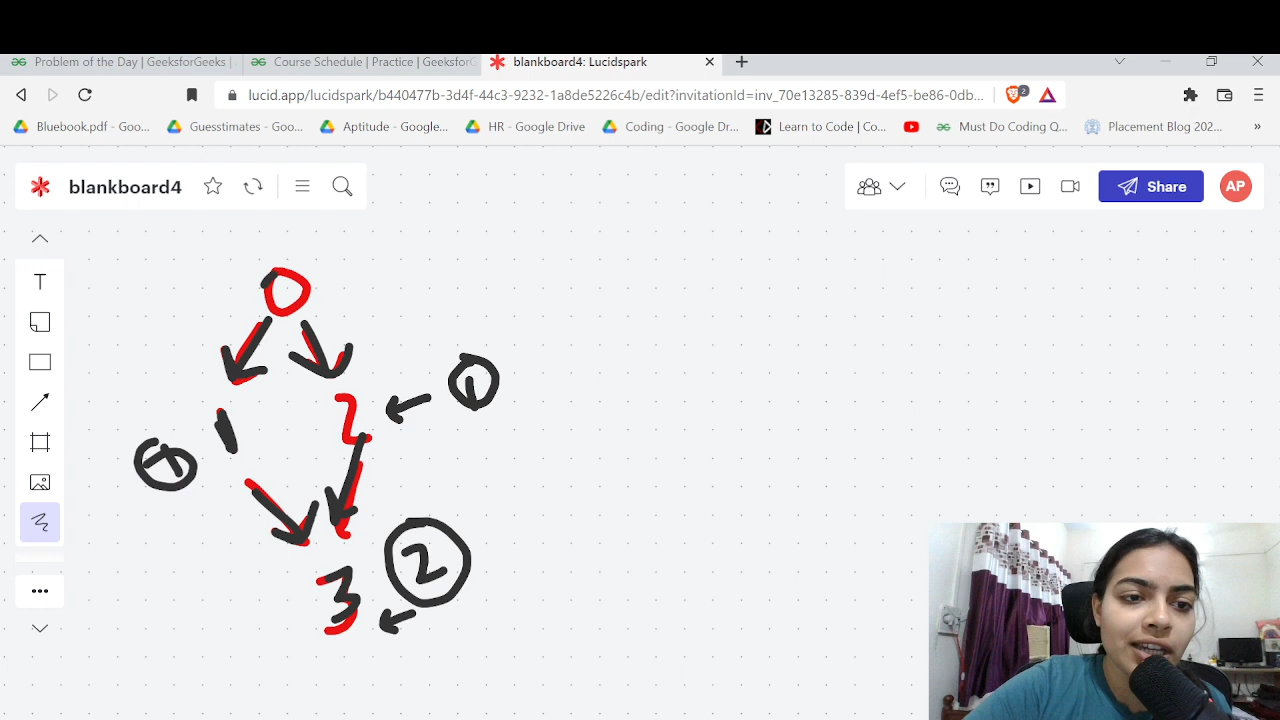 Problem of the Day | GeeksforGeeks |
Course Schedule | Practice | GeeksforG
blankboard4: Lucidspark
lucid.app/lucidspark/b440477b-3d4f-44c3-9232-1a8de5226c4b/edit?invitationId=inv_70e13285-839d-4ef5-be86-0db...
2
Bluebook.pdf - Goo...
Guestimates - Goo...
Aptitude - Google...
HR - Google Drive
Coding - Google Dr...
Learn to Code | Co...
Must Do Coding Q...
Placement Blog 202...
»
blankboard4
Share
AP
T
0
1
2
1
3
2